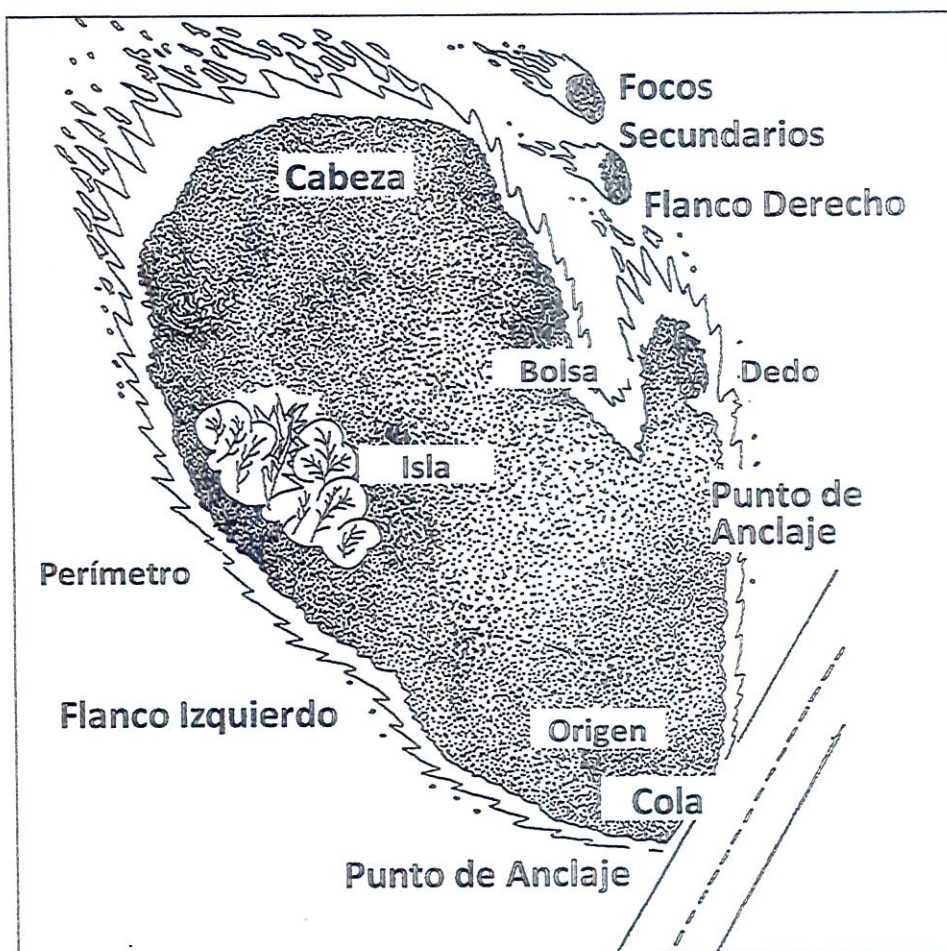 Focos
Secundarios
Cabeza
Flanco Derecho
Bolsa
Dedo
Isla
Punto de
Anclaje
Perímetro
Flanco Izquierdo
Origen
Cola
Punto de Anclaje